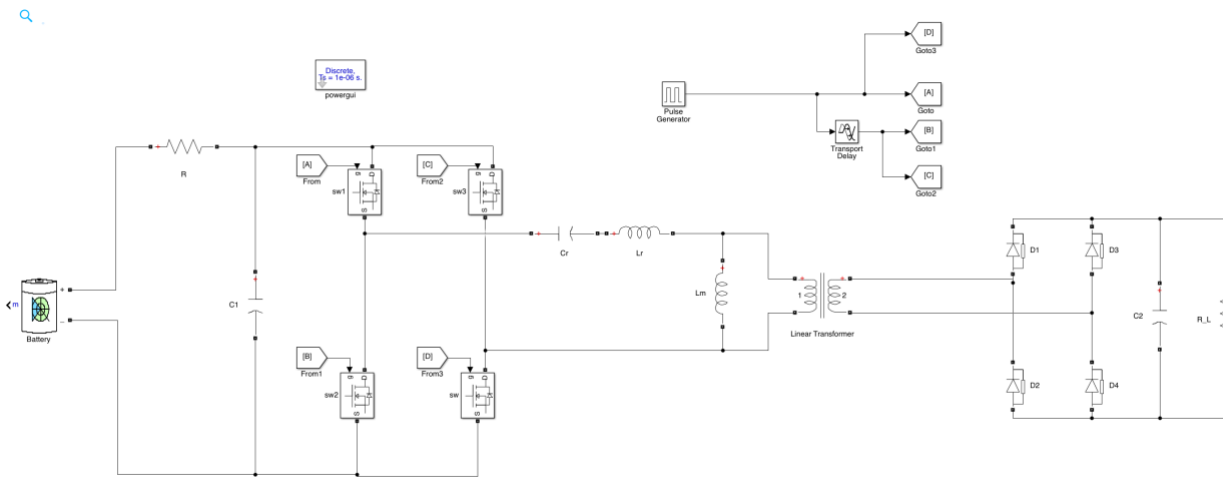 [D]
Goto3
Discrete,
Ts = 1e-06 s.
powergui
Pulse
Generator
[A]
Goto
Transport
Delay
[B]
Goto1
[C]
Goto2
+
R
[A]
From
g
D
S
sw1
[C]
From2
g
D
S
sw3
+
Cr
+
Lr
+
Lm
+
1
+
2
Linear Transformer
D1
D3
m
+
_
Battery
+
C1
+
C2
R_L
[B]
From1
g
D
S
sw2
[D]
From3
g
D
S
sw
D2
D4